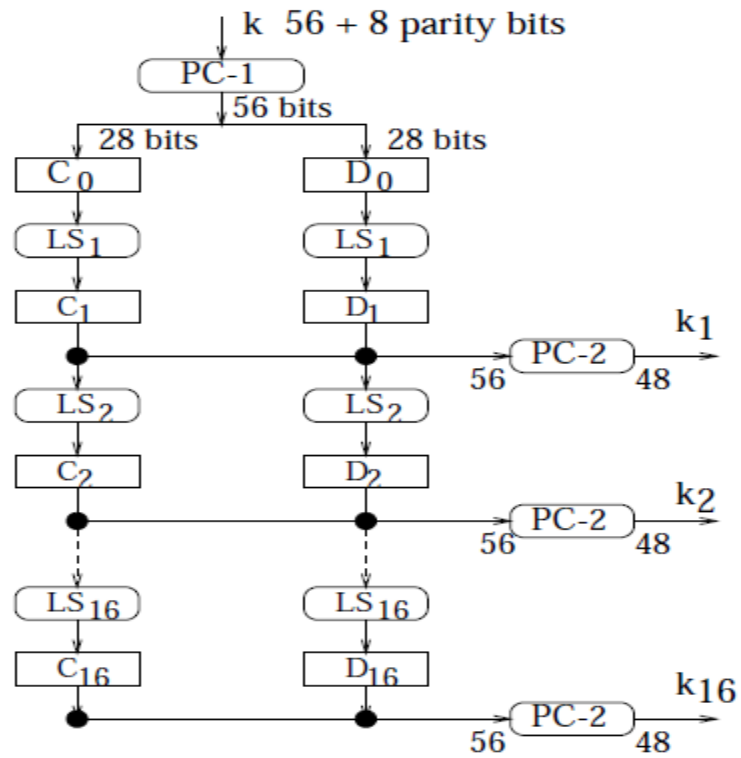 k 56 + 8 parity bits
PC-1
56 bits
28 bits 28 bits
C0 D0
LS1 LS1
C1 D1
k1
PC-2
56 48
LS2 LS2
C2 D2
k2
PC-2
56 48
LS16 LS16
C16 D16
k16
PC-2
56 48